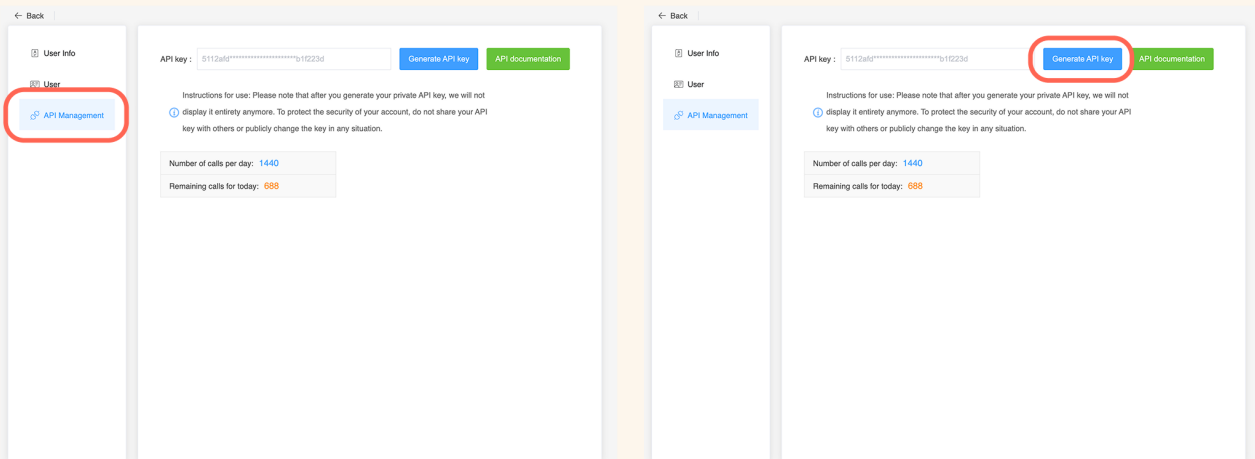 Back
User Info
User
API Management
API key : 5112afd**********************b1f223d Generate API key API documentation
Instructions for use: Please note that after you generate your private API key, we will not
display it entirety anymore. To protect the security of your account, do not share your API
key with others or publicly change the key in any situation.
Number of calls per day: 1440
Remaining calls for today: 688
Back
User Info
User
API Management
API key : 5112afd**********************b1f223d Generate API key API documentation
Instructions for use: Please note that after you generate your private API key, we will not
display it entirety anymore. To protect the security of your account, do not share your API
key with others or publicly change the key in any situation.
Number of calls per day: 1440
Remaining calls for today: 688